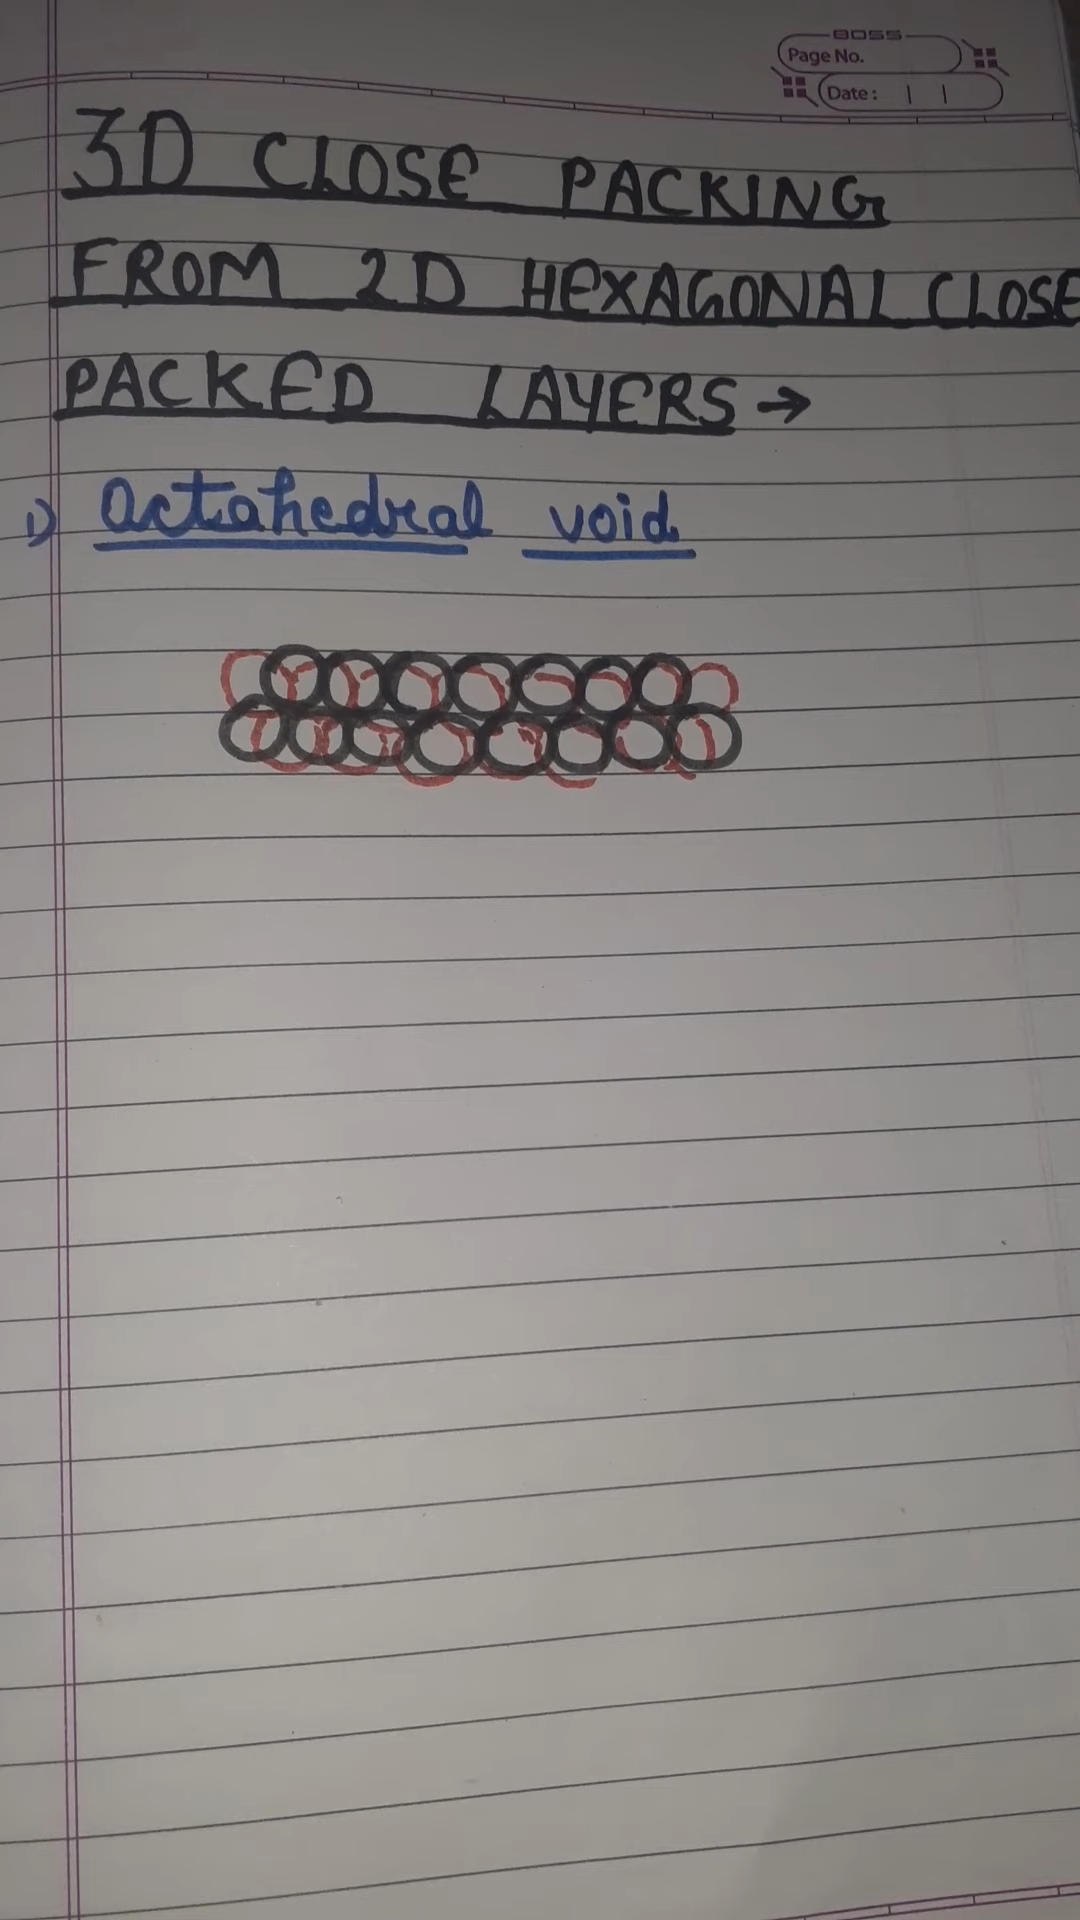 BOSS
Page No.
Date :
3D CLOSE PACKING
FROM 2D HEXAGONAL CLOSE
PACKED LAYERS →
1) Octahedral void